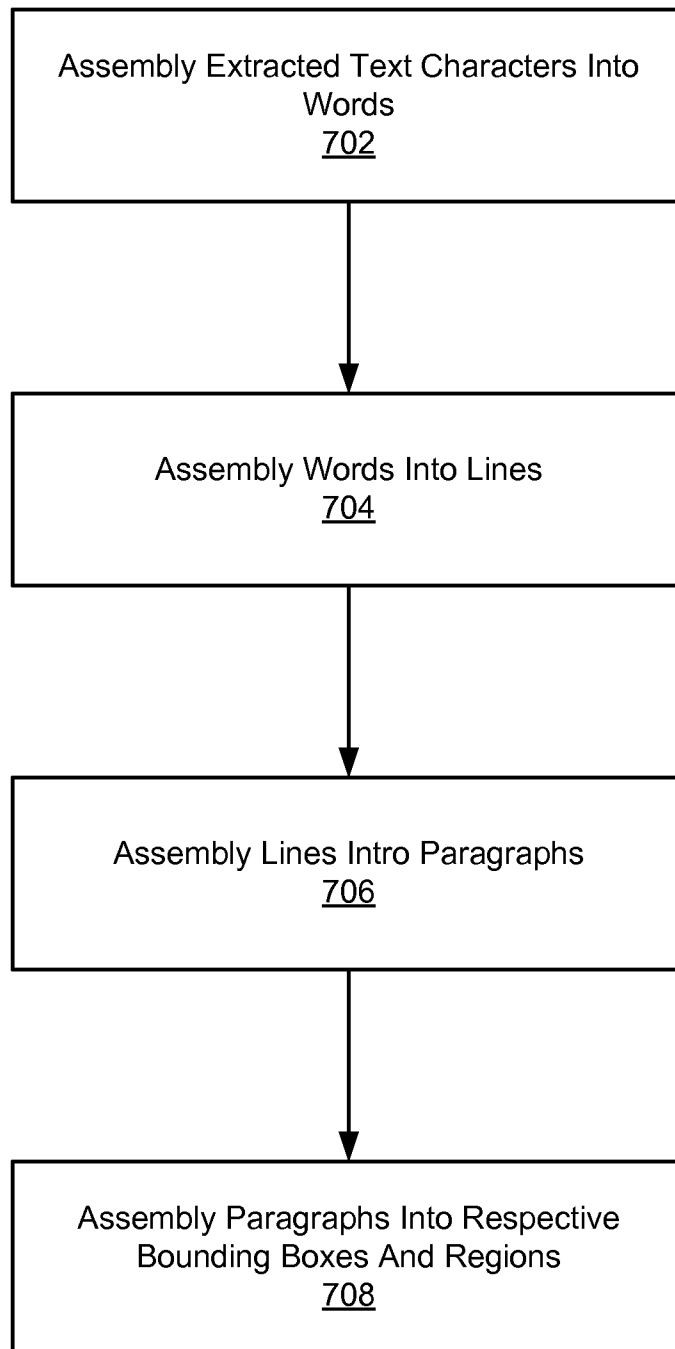 Assembly Extracted Text Characters Into
Words
702
Assembly Words Into Lines
704
Assembly Lines Intro Paragraphs
706
Assembly Paragraphs Into Respective
Bounding Boxes And Regions
708